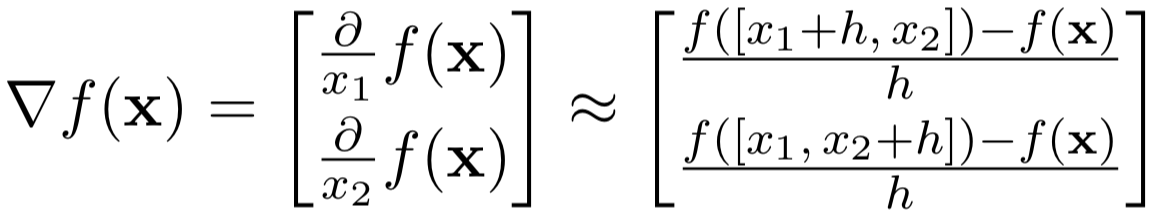 ∇f(𝐱) = [ ∂/x₁ f(𝐱) ; ∂/x₂ f(𝐱) ] ≈ [ (f([x₁+h, x₂])−f(𝐱))/h ; (f([x₁, x₂+h])−f(𝐱))/h ]